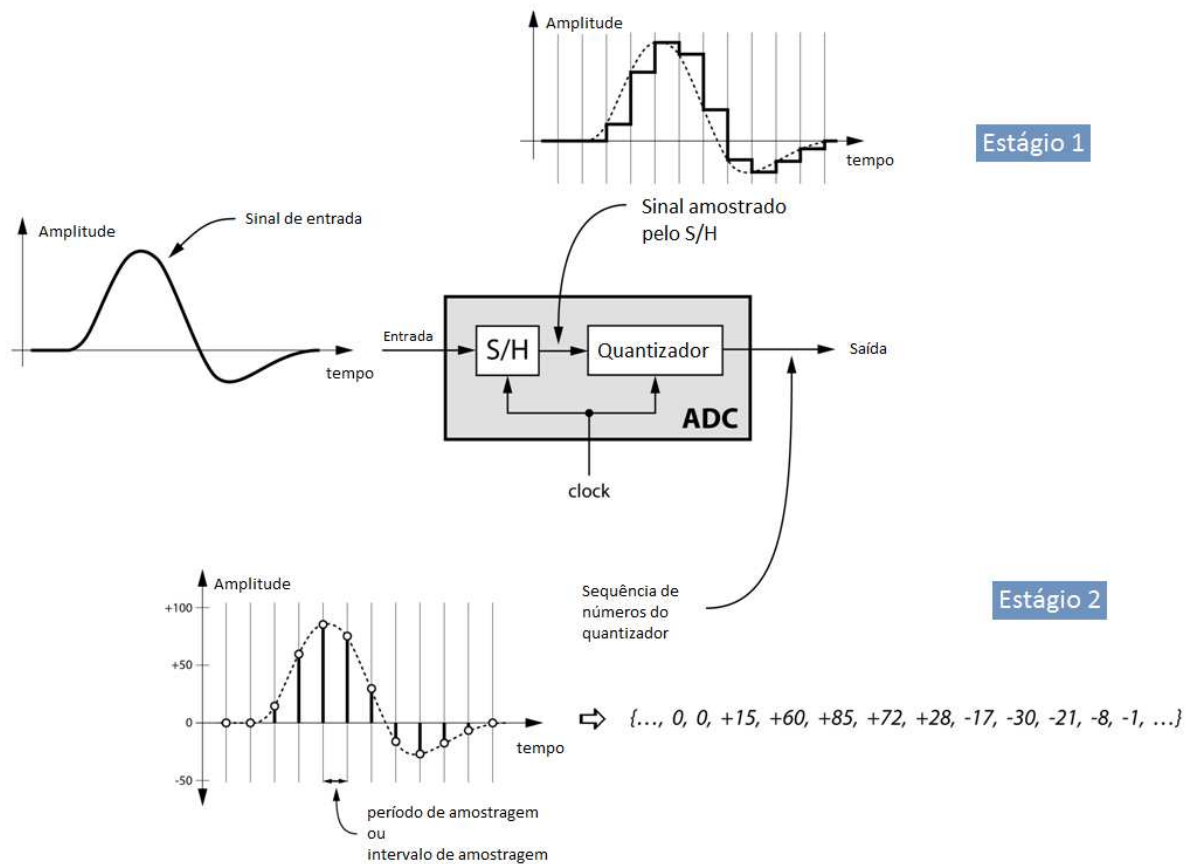 Amplitude
tempo
Estágio 1
Sinal amostrado
pelo S/H
Amplitude
Sinal de entrada
tempo
Entrada
S/H
Quantizador
Saída
ADC
clock
Amplitude
+100
+50
0
-50
tempo
período de amostragem
ou
intervalo de amostragem
Sequência de
números do
quantizador
Estágio 2
{..., 0, 0, +15, +60, +85, +72, +28, -17, -30, -21, -8, -1, ...}